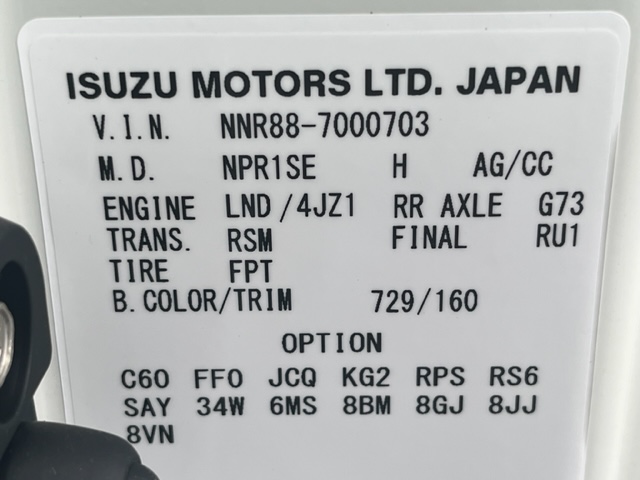 ISUZU MOTORS LTD. JAPAN
V.I.N. NNR88-7000703
M.D. NPR1SE H AG/CC
ENGINE LND/4JZ1 RR AXLE G73
TRANS. RSM FINAL RU1
TIRE FPT
B.COLOR/TRIM 729/160
OPTION
C60 FF0 JCQ KG2 RPS RS6
SAY 34W 6MS 8BM 8GJ 8JJ
8VN